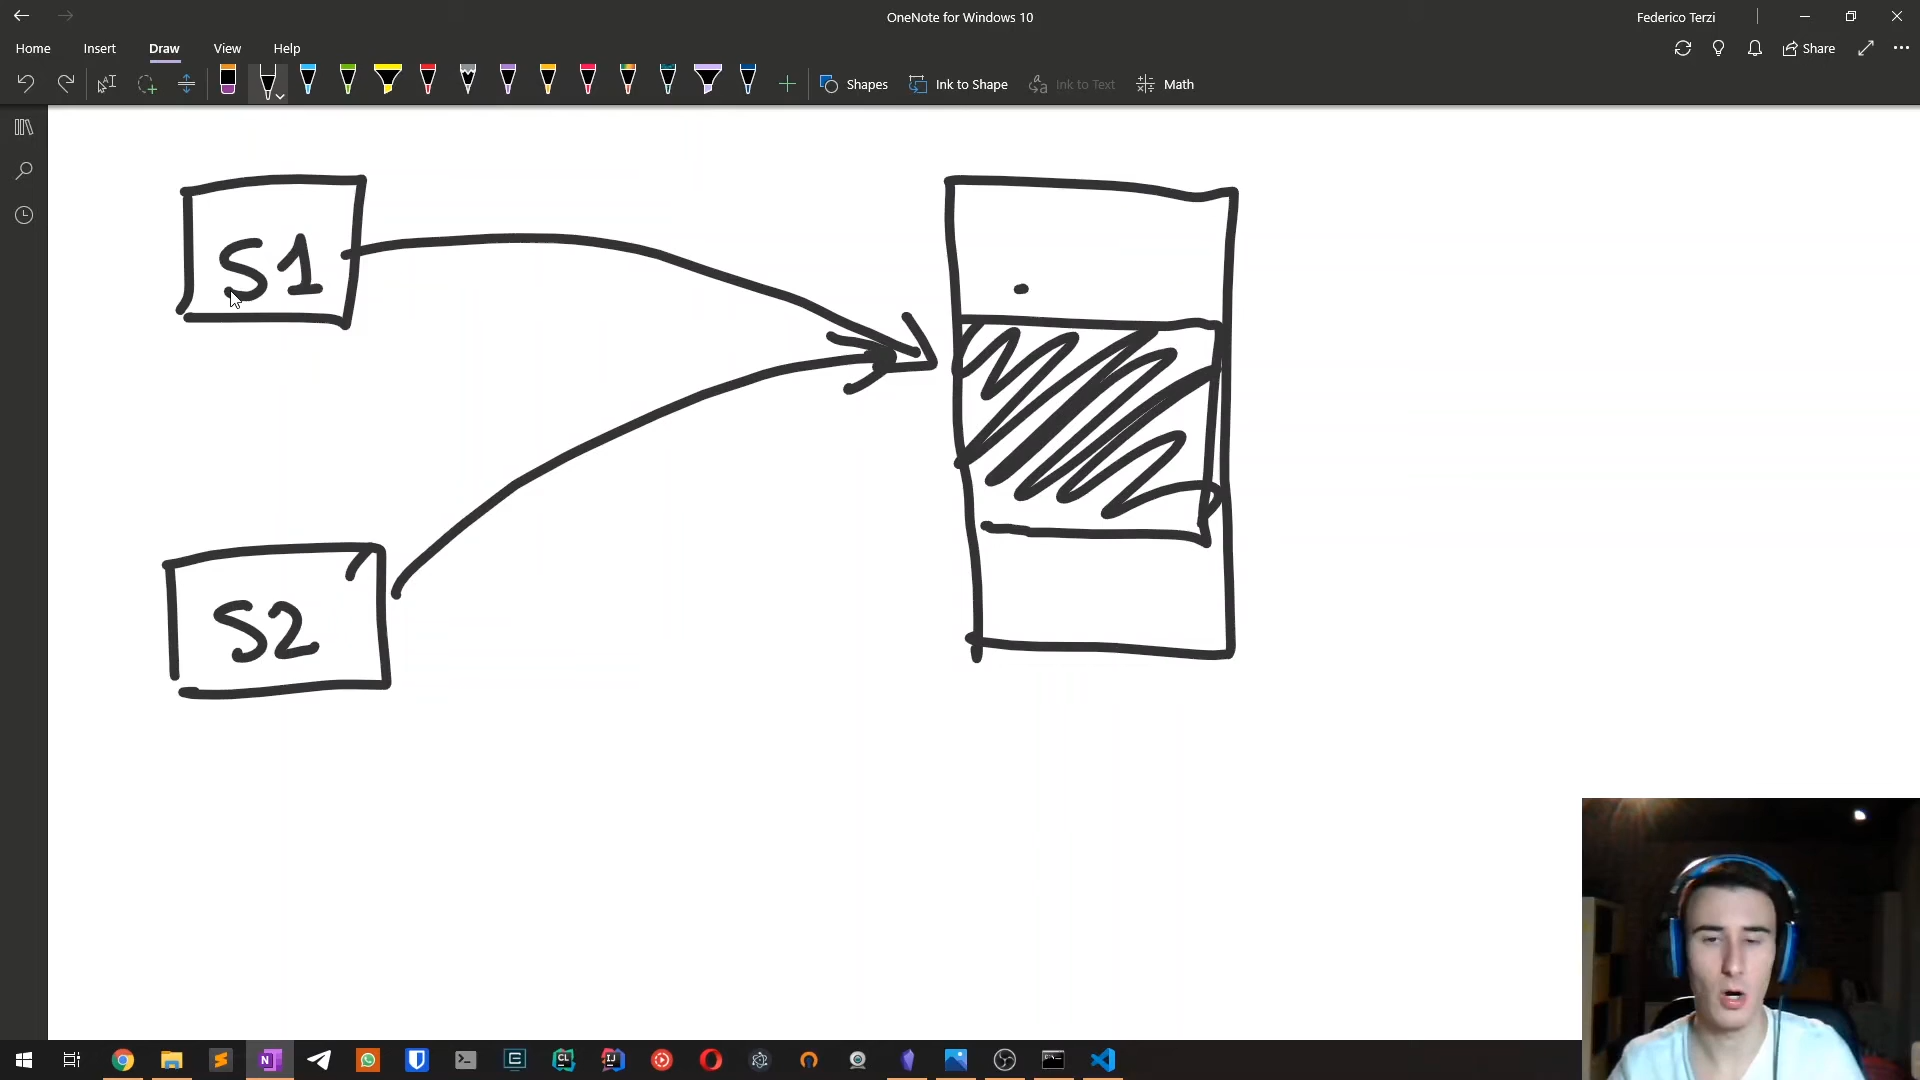 OneNote for Windows 10
Federico Terzi
Home Insert Draw View Help
Share
Shapes Ink to Shape Ink to Text Math
S1
S2